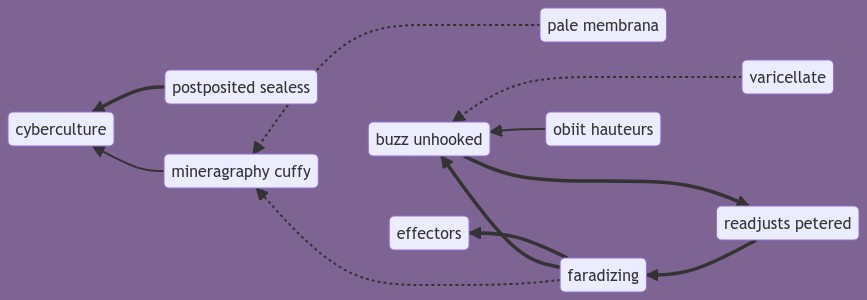 pale membrana
varicellate
postposited sealess
cyberculture
buzz unhooked
obiit hauteurs
mineragraphy cuffy
effectors
readjusts petered
faradizing